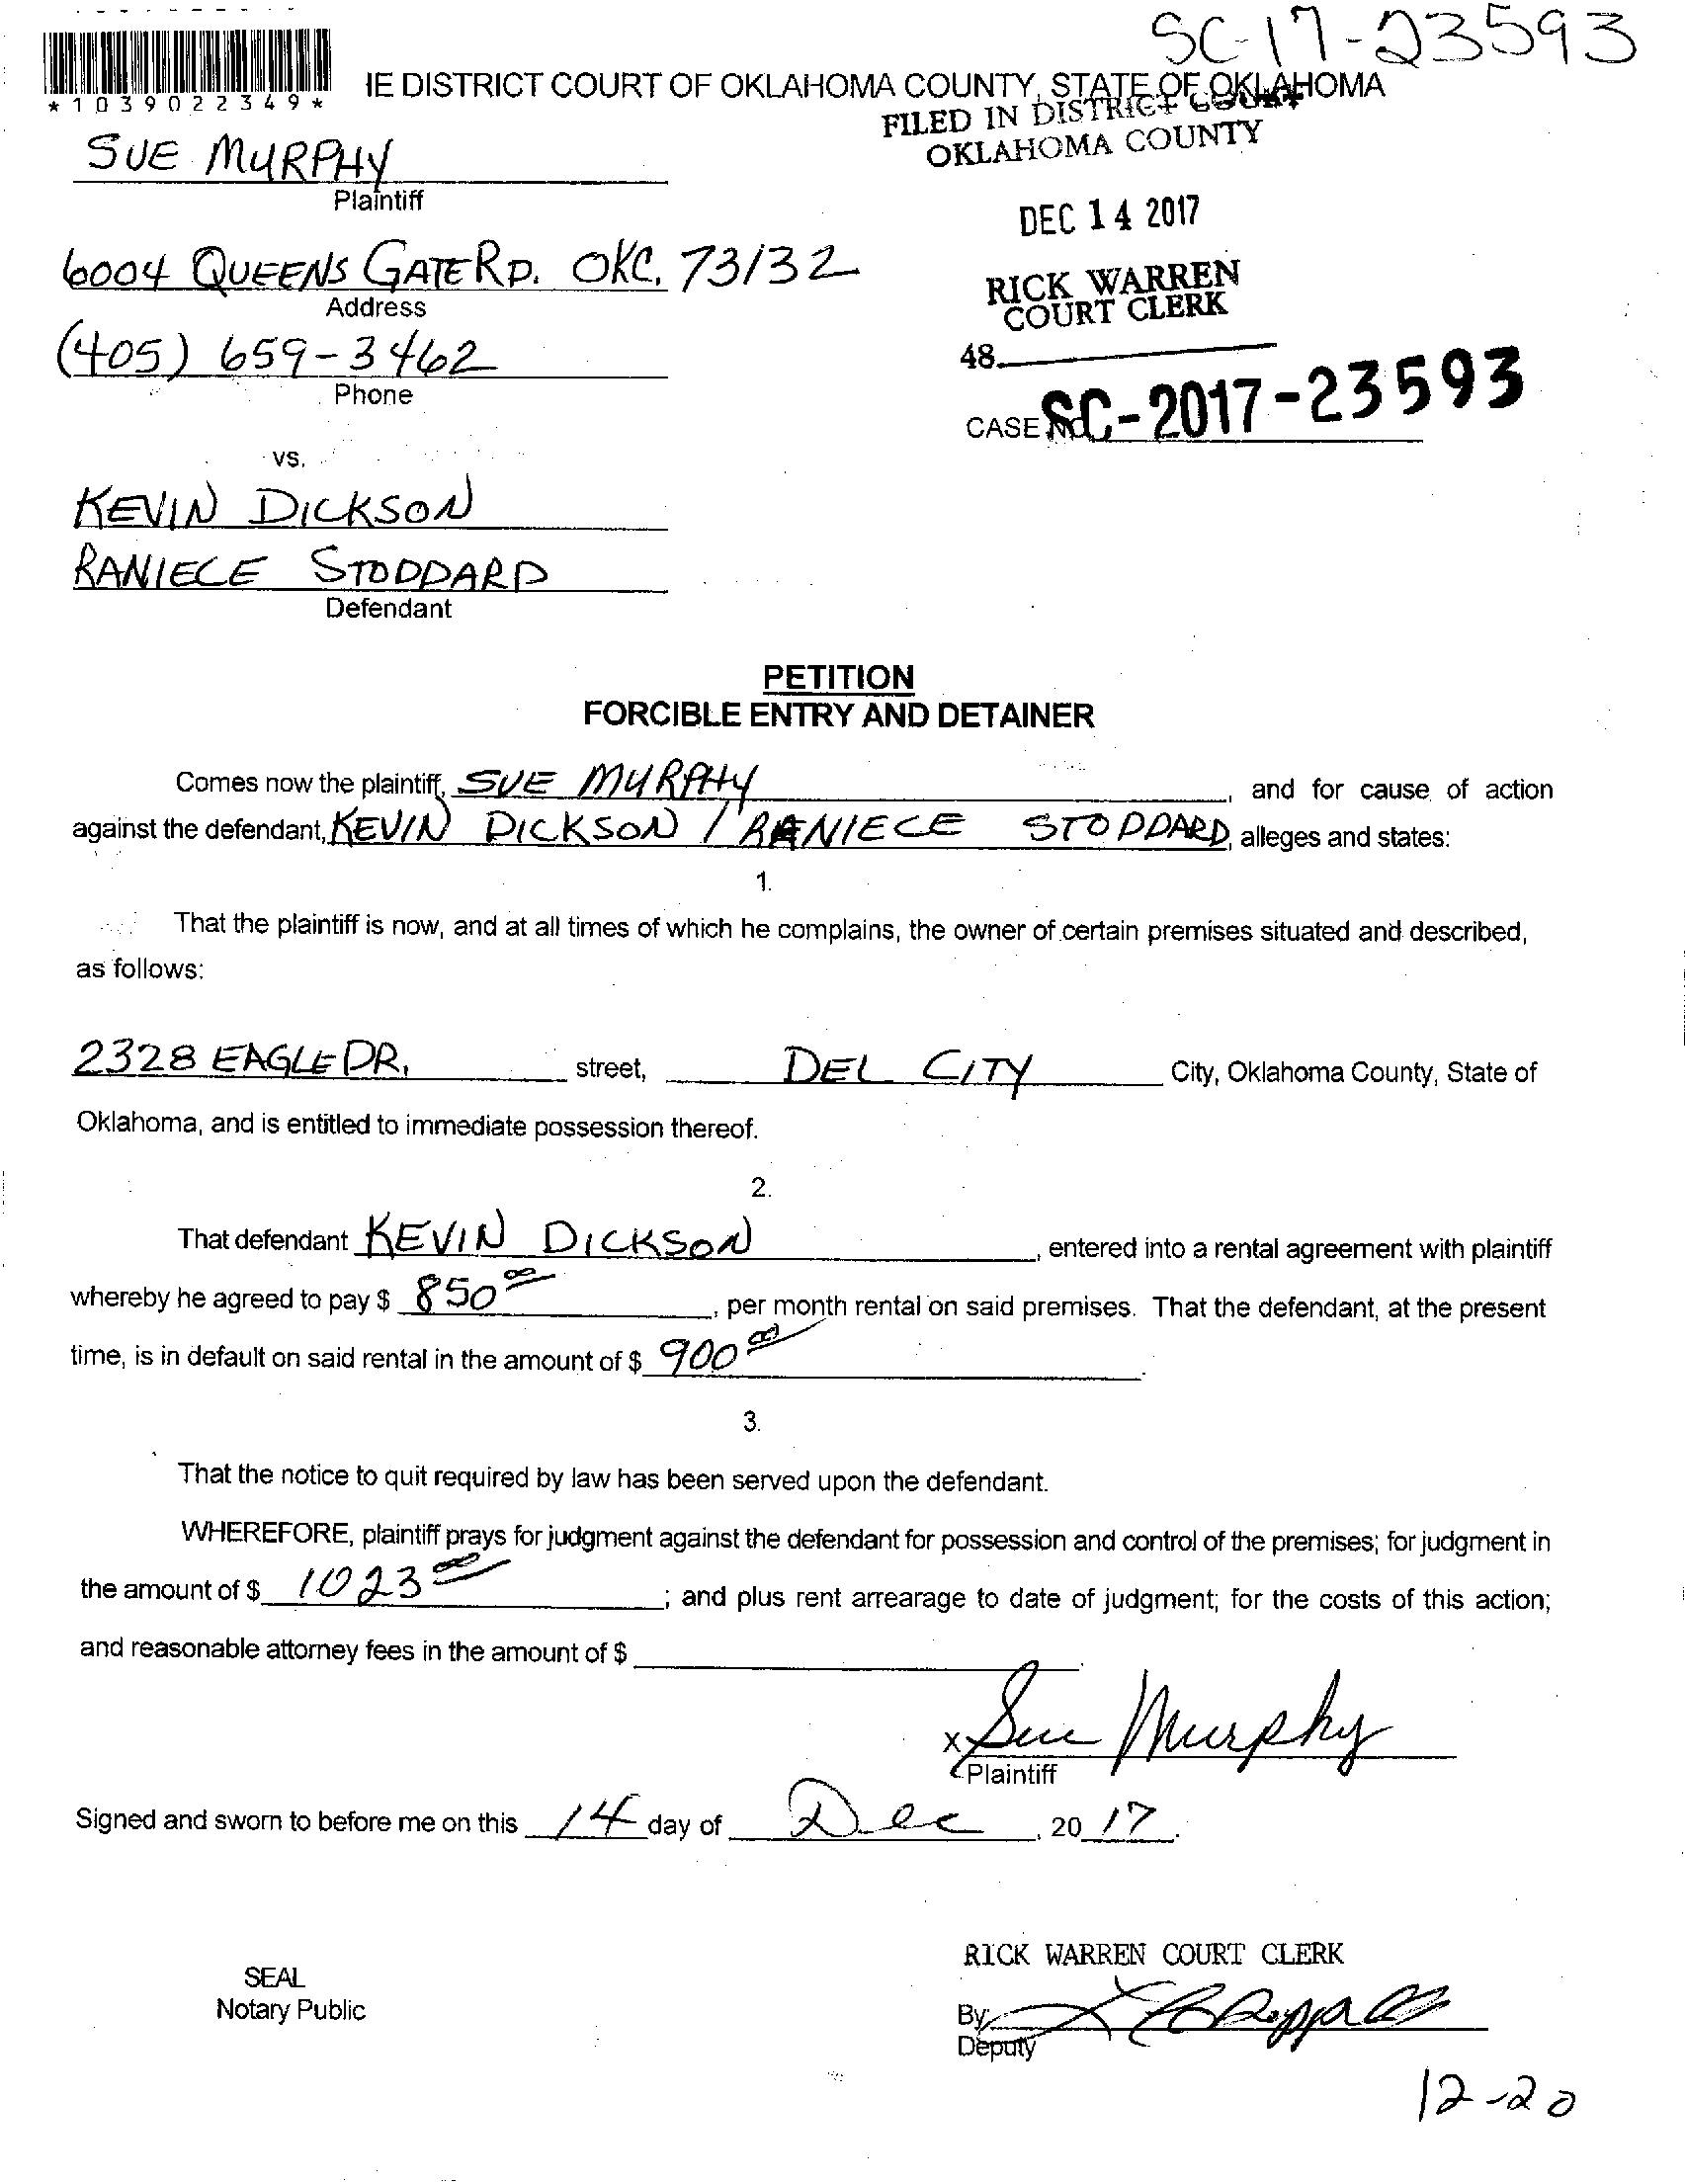 SC-17-23593
*1039022349*
IE DISTRICT COURT OF OKLAHOMA COUNTY, STATE OF OKLAHOMA
FILED IN DISTRICT COURT
OKLAHOMA COUNTY
SUE MURPHY
Plaintiff
DEC 14 2017
6004 QUEENS GATE RD. OKC. 73132
Address
RICK WARREN
COURT CLERK
(405) 659-3462
Phone
48.
CASE NO. SC-2017-23593
vs.
KEVIN DICKSON
RANIECE STODDARD
Defendant
PETITION
FORCIBLE ENTRY AND DETAINER
Comes now the plaintiff, SUE MURPHY, and for cause of action
against the defendant, KEVIN DICKSON / RANIECE STODDARD, alleges and states:
1.
That the plaintiff is now, and at all times of which he complains, the owner of certain premises situated and described,
as follows:
2328 EAGLE DR, street, DEL CITY City, Oklahoma County, State of
Oklahoma, and is entitled to immediate possession thereof.
2.
That defendant KEVIN DICKSON, entered into a rental agreement with plaintiff
whereby he agreed to pay $ 850 00, per month rental on said premises. That the defendant, at the present
time, is in default on said rental in the amount of $ 900 00.
3.
That the notice to quit required by law has been served upon the defendant.
WHEREFORE, plaintiff prays for judgment against the defendant for possession and control of the premises; for judgment in
the amount of $ 1023 00; and plus rent arrearage to date of judgment; for the costs of this action;
and reasonable attorney fees in the amount of $
x Sue Murphy
Plaintiff
Signed and sworn to before me on this 14 day of Dec, 20 17.
RICK WARREN COURT CLERK
SEAL
Notary Public
By
Deputy
12-20